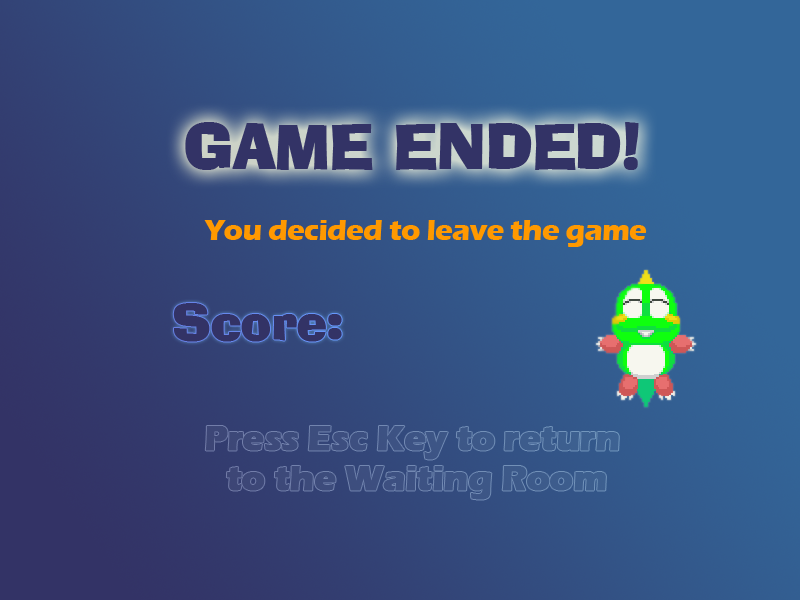 GAME ENDED!
You decided to leave the game
Score:
Press Esc Key to return
to the Waiting Room